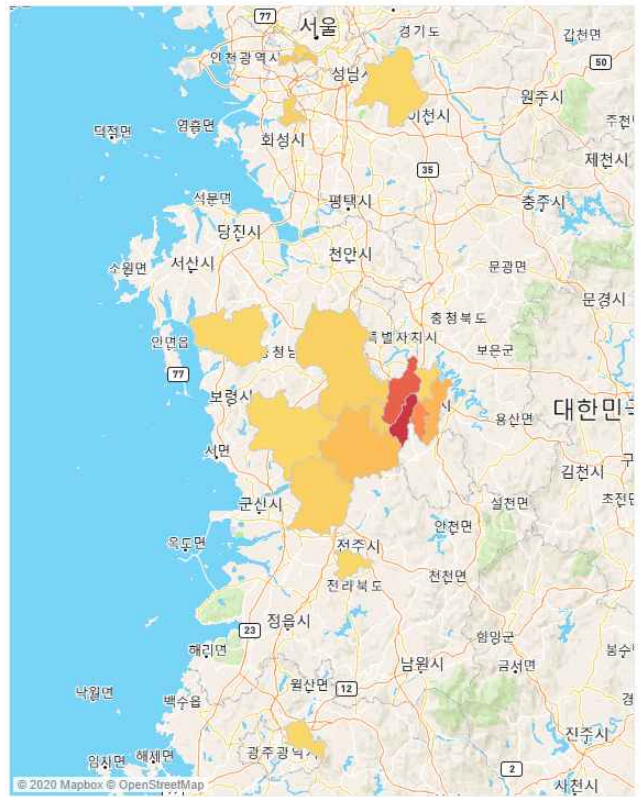 77
서울
경기도
갑천면
인천광역시
50
성남시
원주시
이천시
덕적면
영흥면
화성시
35
제천시
석문면
평택시
충주시
당진시
천안시
소원면
서산시
문광면
문경시
충청북도
특별자치시
안면읍
보은군
77
보령시
용산면
대한민국
서면
김천시
군산시
설천면
안천면
옥도면
전주시
전라북도
천천면
정읍시
23
해리면
함양군
남원시
금서면
월산면
12
낙월면
백수읍
진주시
광주광역시
임자면
해제면
2
사천시
© 2020 Mapbox © OpenStreetMap